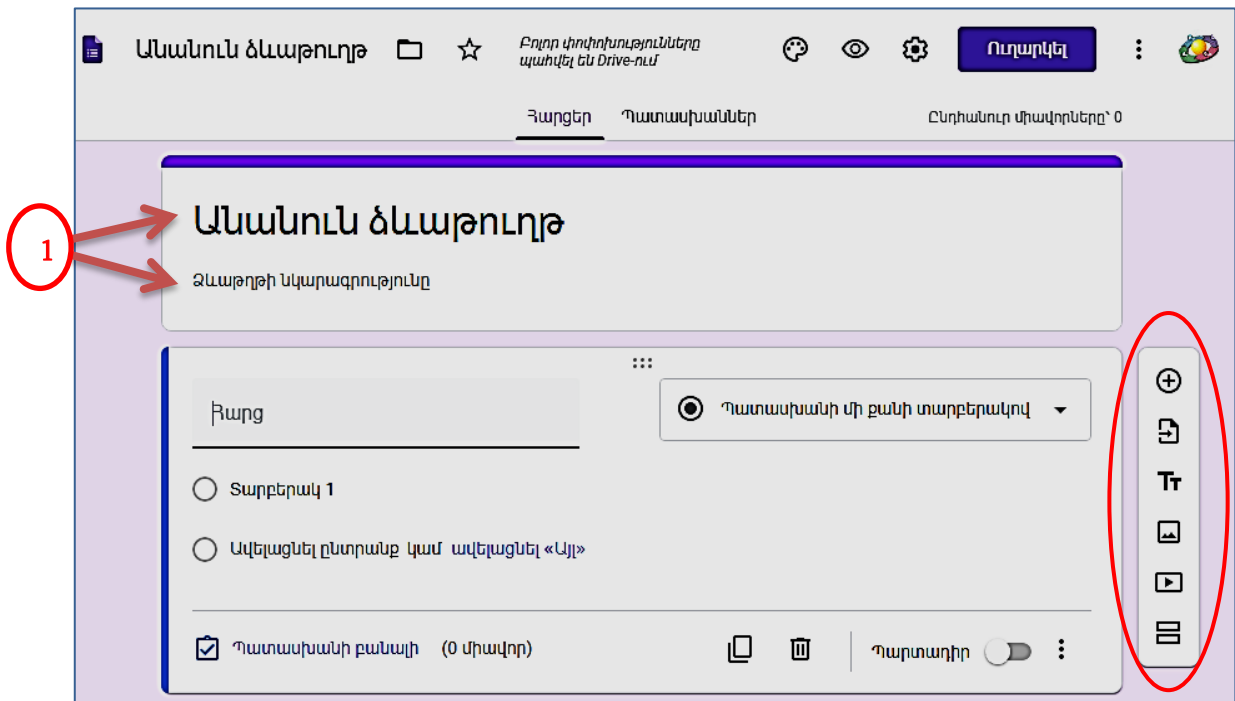 Անանուն ձևաթուղթ
Բոլոր փոփոխությունները
պահվել են Drive-ում
Ուղարկել
Հարցեր Պատասխաններ Ընդհանուր միավորները՝ 0
Անանուն ձևաթուղթ
1
Ձևաթղթի նկարագրությունը
Հարց
Պատասխանի մի քանի տարբերակով
Տարբերակ 1
Ավելացնել ընտրանք կամ ավելացնել «Այլ»
Պատասխանի բանալի (0 միավոր)
Պարտադիր
Tт